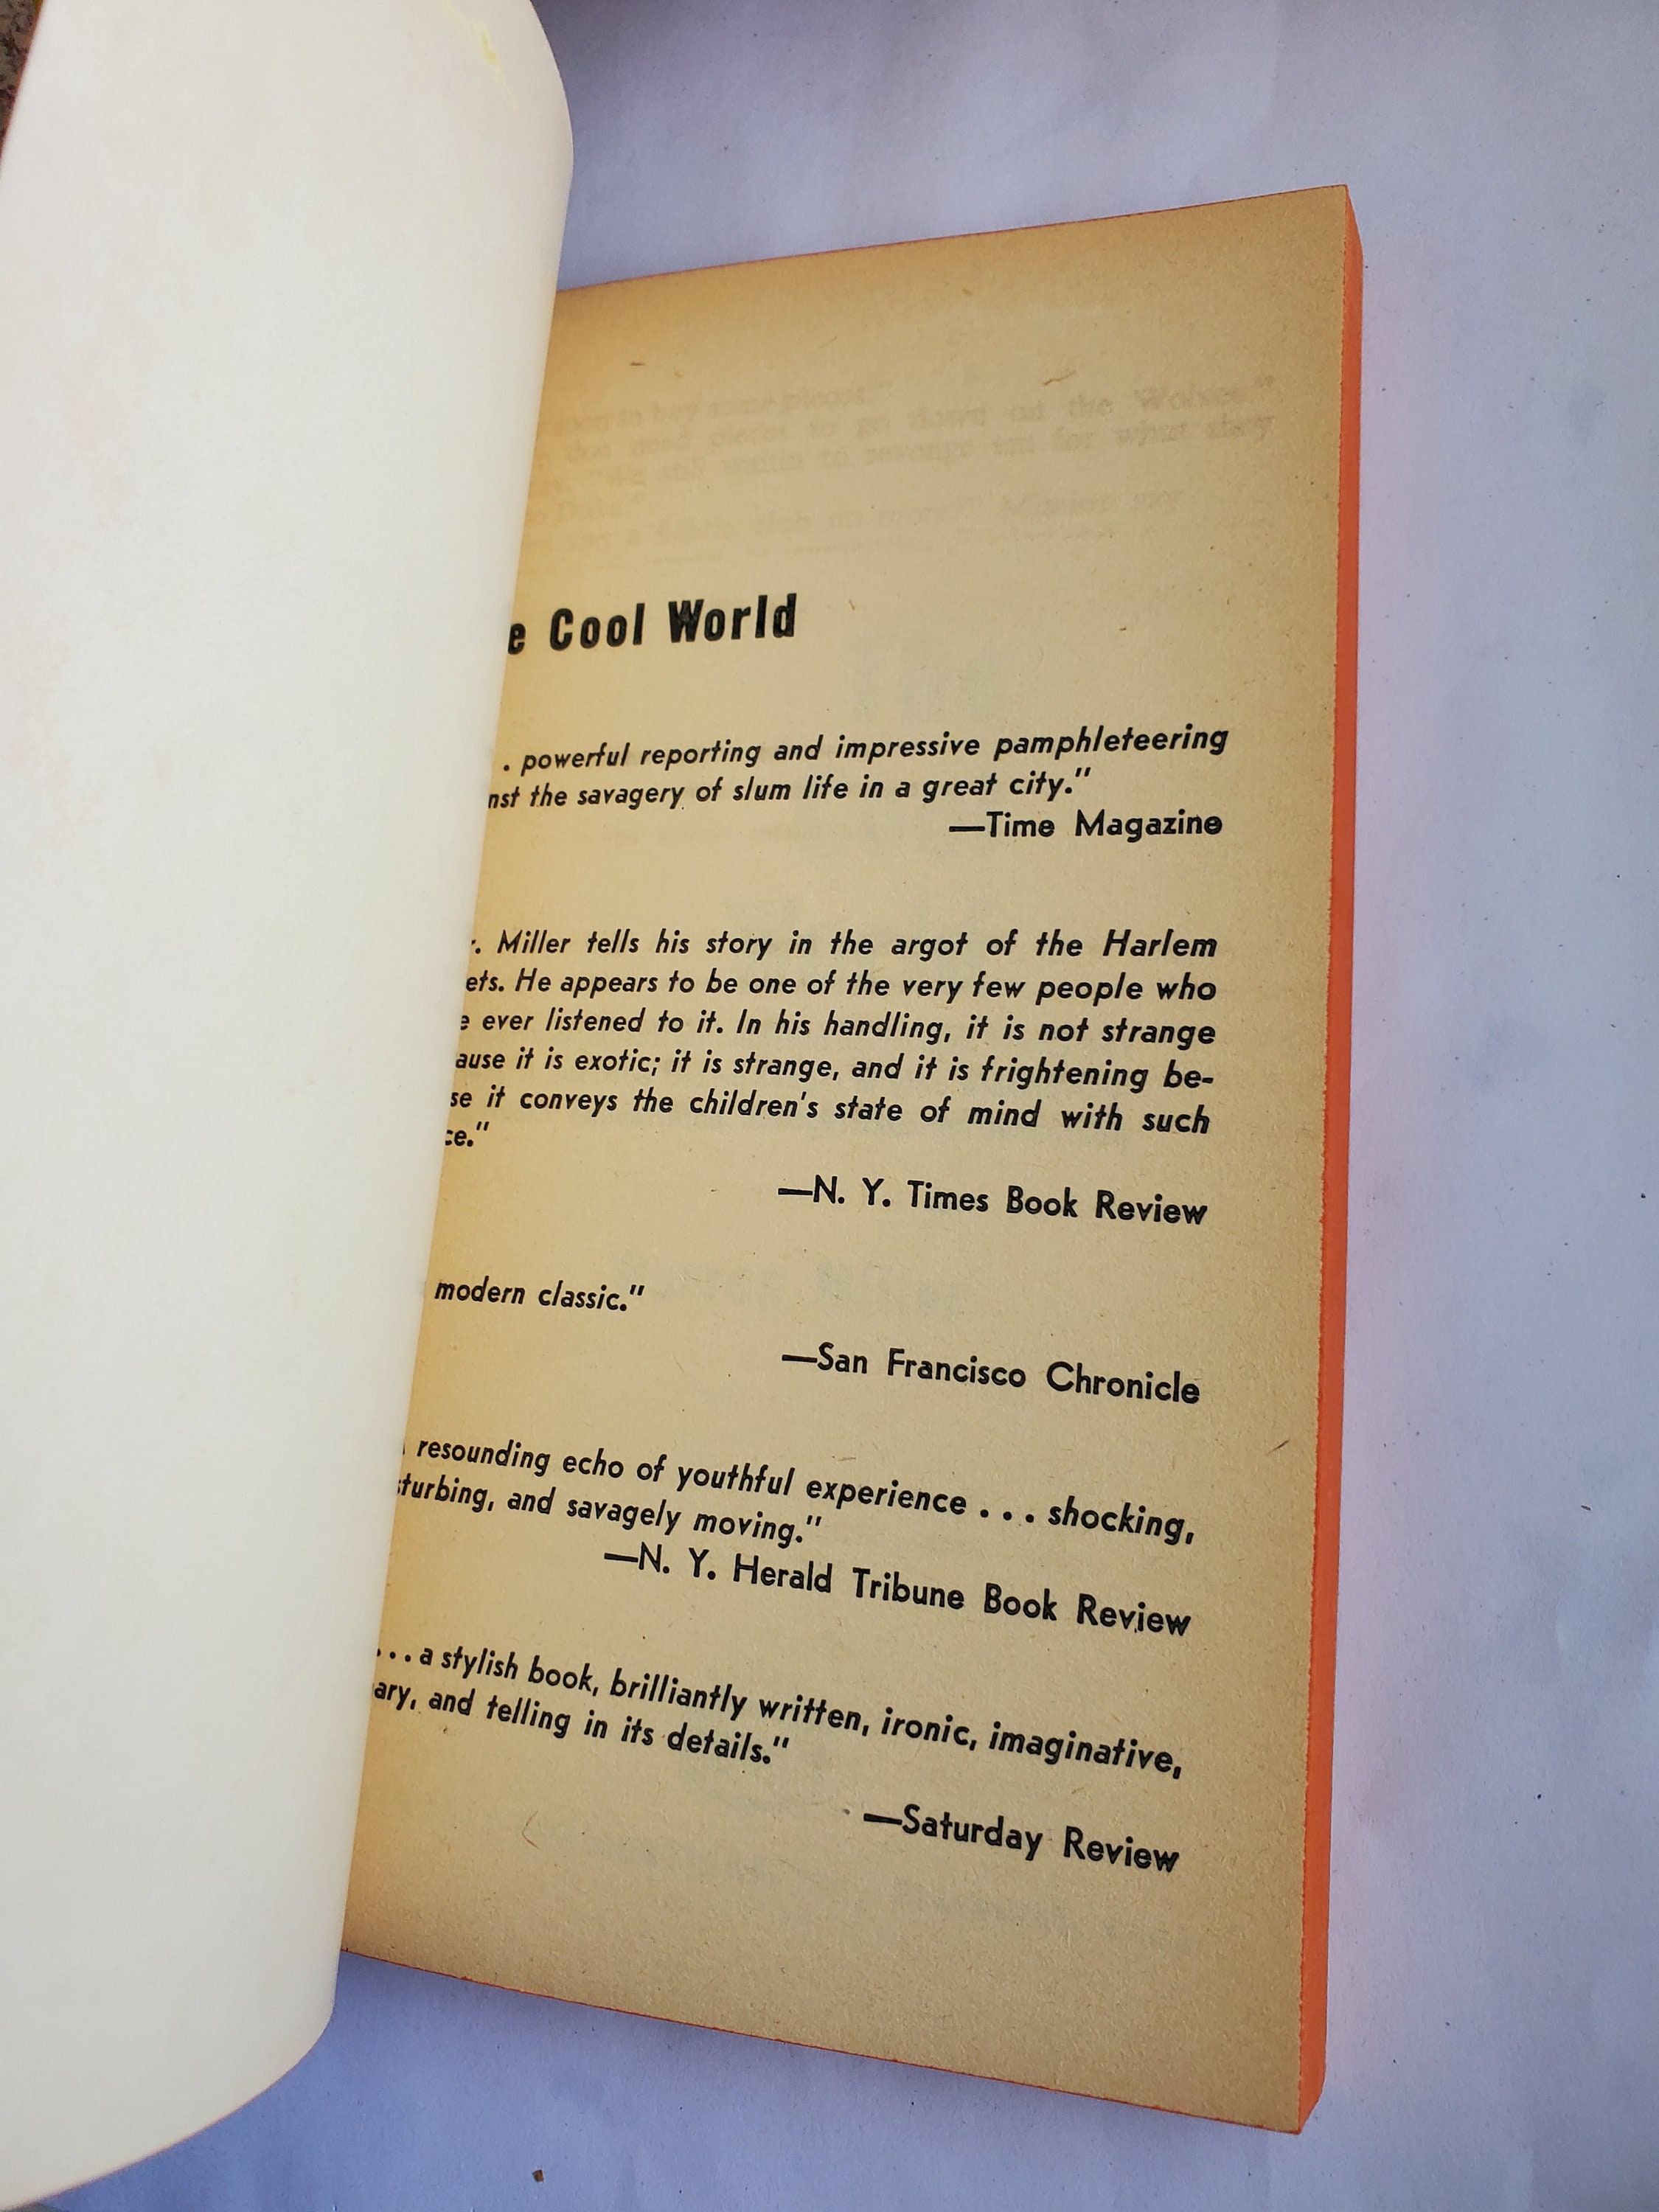 e Cool World
. powerful reporting and impressive pamphleteering
nst the savagery of slum life in a great city."
—Time Magazine
r. Miller tells his story in the argot of the Harlem
ets. He appears to be one of the very few people who
e ever listened to it. In his handling, it is not strange
ause it is exotic; it is strange, and it is frightening be-
se it conveys the children's state of mind with such
ce."
—N. Y. Times Book Review
modern classic."
—San Francisco Chronicle
resounding echo of youthful experience . . . shocking,
sturbing, and savagely moving."
—N. Y. Herald Tribune Book Review
. . . a stylish book, brilliantly written, ironic, imaginative,
ary, and telling in its details."
—Saturday Review